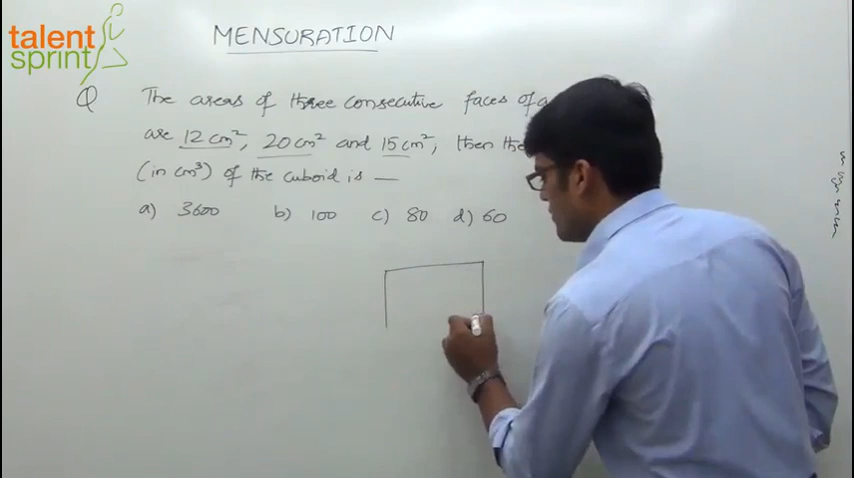 talent
sprint
MENSURATION
Q The areas of three consecutive faces of a
are 12 cm², 20 cm² and 15 cm², then the
(in cm³) of the cuboid is —
a) 3600 b) 100 c) 80 d) 60